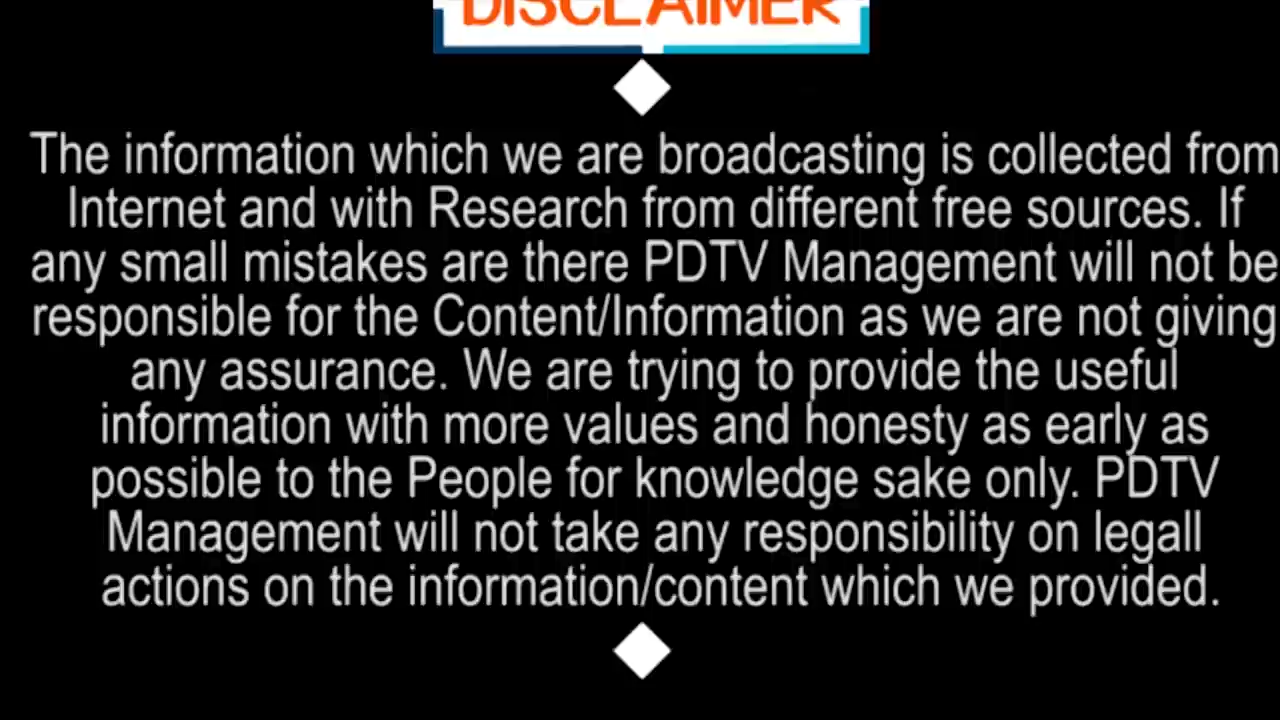 DISCLAIMER
The information which we are broadcasting is collected from
Internet and with Research from different free sources. If
any small mistakes are there PDTV Management will not be
responsible for the Content/Information as we are not giving
any assurance. We are trying to provide the useful
information with more values and honesty as early as
possible to the People for knowledge sake only. PDTV
Management will not take any responsibility on legall
actions on the information/content which we provided.